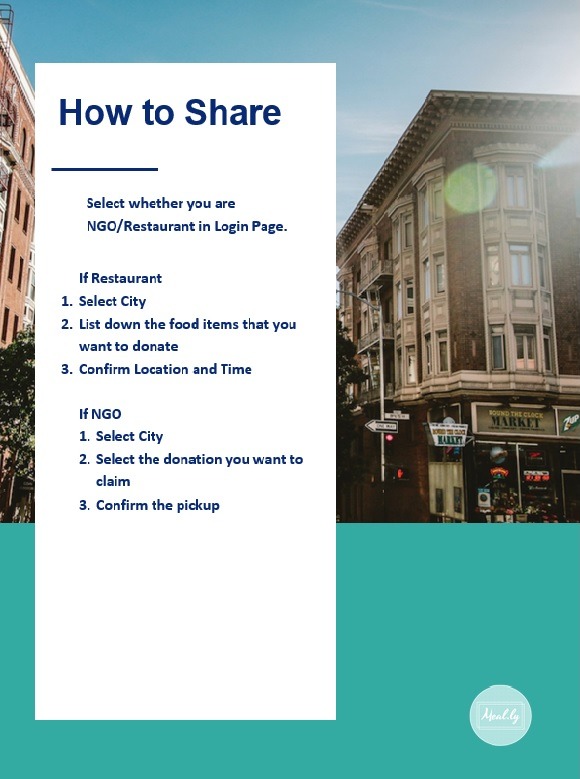 How to Share
Select whether you are
NGO/Restaurant in Login Page.
If Restaurant
1. Select City
2. List down the food items that you
want to donate
3. Confirm Location and Time
If NGO
1. Select City
2. Select the donation you want to
claim
3. Confirm the pickup
ROUND THE CLOCK
MARKET
ONE WAY
MARKET
Meal.ly